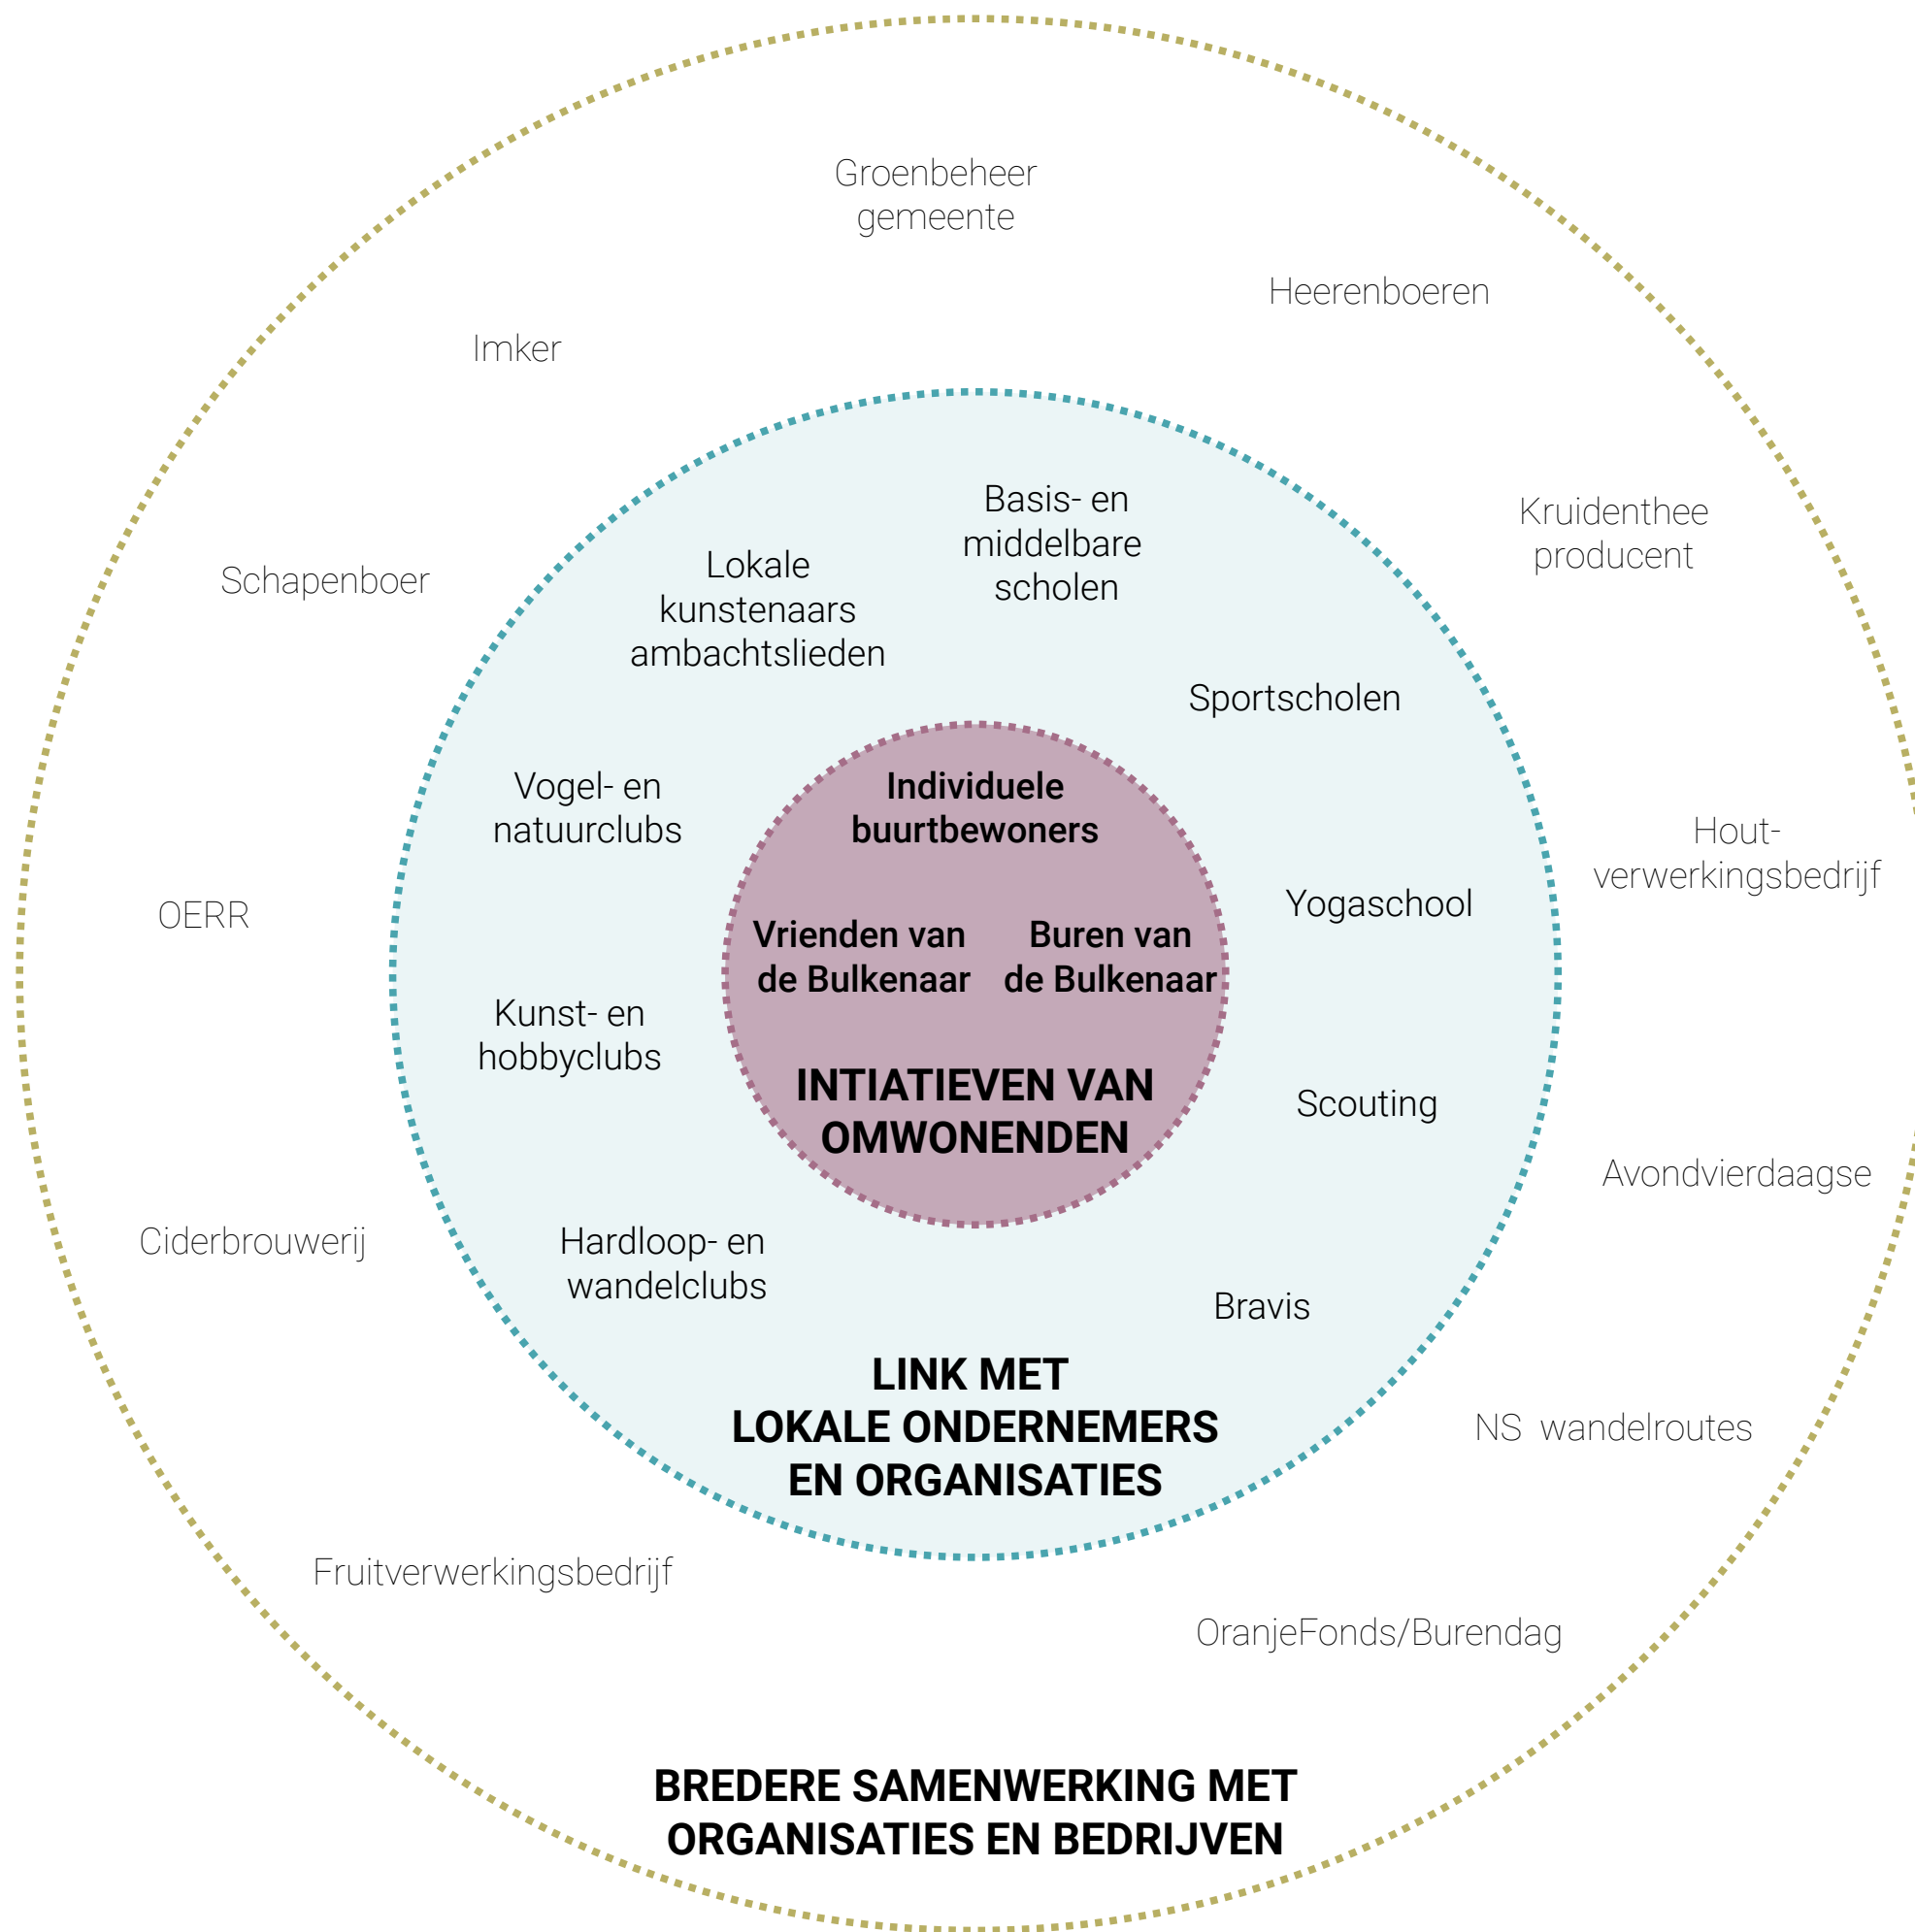 Groenbeheer
gemeente
Heerenboeren
Imker
Kruidenthee
producent
Schapenboer
Hout-
verwerkingsbedrijf
OERR
Avondvierdaagse
Ciderbrouwerij
NS wandelroutes
Fruitverwerkingsbedrijf
OranjeFonds/Burendag
BREDERE SAMENWERKING MET
ORGANISATIES EN BEDRIJVEN
Basis- en
middelbare
scholen
Lokale
kunstenaars
ambachtslieden
Sportscholen
Vogel- en
natuurclubs
Yogaschool
Kunst- en
hobbyclubs
Scouting
Hardloop- en
wandelclubs
Bravis
LINK MET
LOKALE ONDERNEMERS
EN ORGANISATIES
Individuele
buurtbewoners
Vrienden van
de Bulkenaar
Buren van
de Bulkenaar
INTIATIEVEN VAN
OMWONENDEN